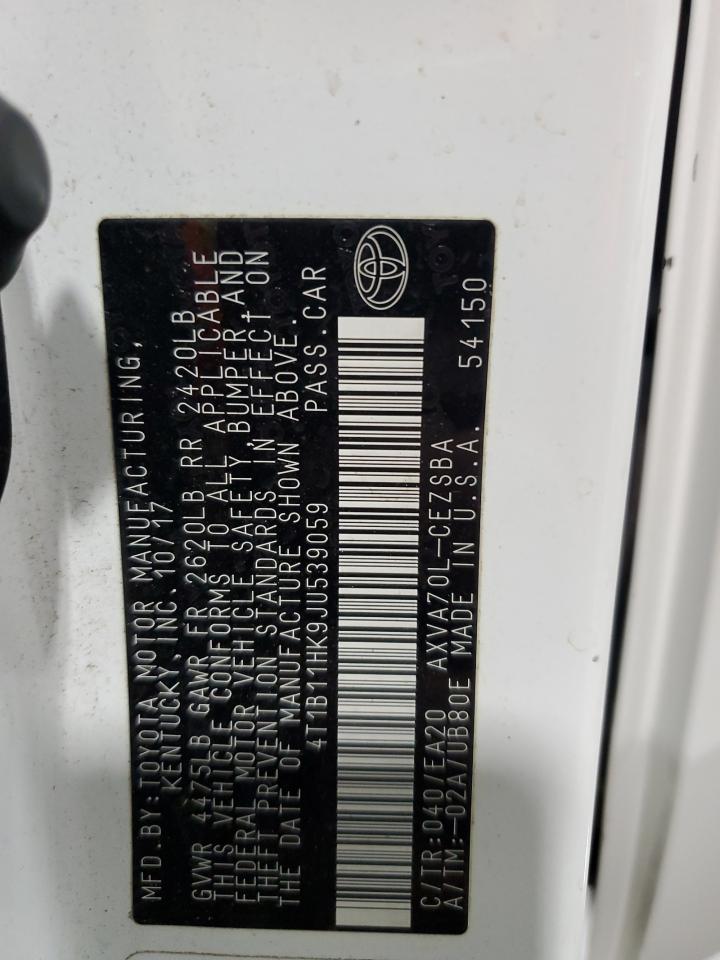 MFD.BY:TOYOTA MOTOR MANUFACTURING,
KENTUCKY, INC. 10/17
GVWR 4475LB GAWR FR 2620LB RR 2420LB
THIS VEHICLE CONFORMS TO ALL APPLICABLE
FEDERAL MOTOR VEHICLE SAFETY, BUMPER, AND
THEFT PREVENTION STANDARDS IN EFFECT ON
THE DATE OF MANUFACTURE SHOWN ABOVE.
4T1B11HK9JU539059 PASS.CAR
C/TR:040/EA20 AXVA70L-CEZSBA 54150
A/TM:-02A/UB80E MADE IN U.S.A.